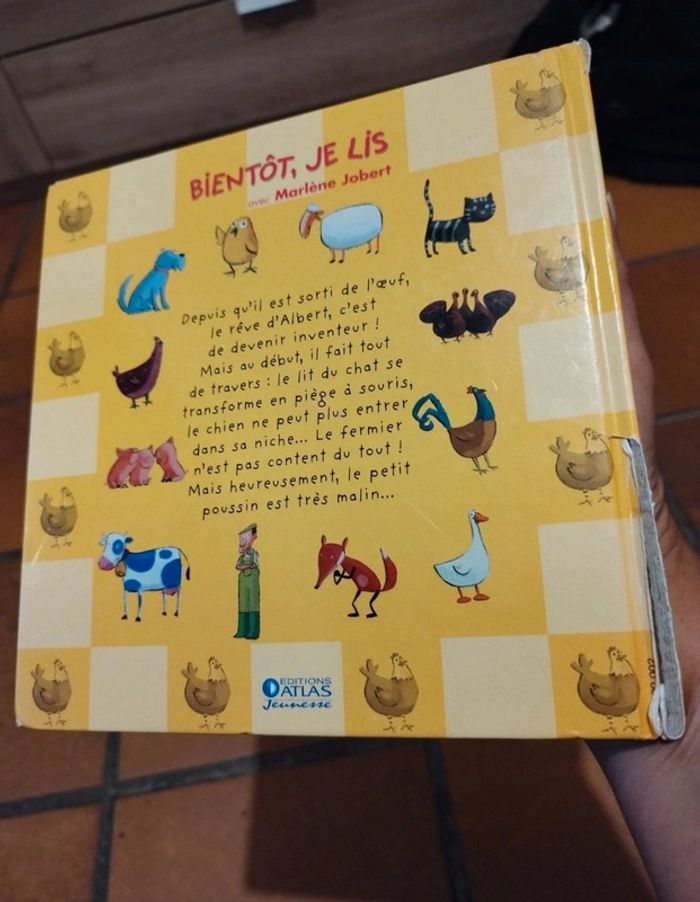 BIENTÔT, JE LIS
avec Marlène Jobert
Depuis qu'il est sorti de l'œuf,
le rêve d'Albert, c'est
de devenir inventeur !
Mais au début, il fait tout
de travers : le lit du chat se
transforme en piège à souris,
le chien ne peut plus entrer
dans sa niche... Le fermier
n'est pas content du tout !
Mais heureusement, le petit
poussin est très malin...
EDITIONS
ATLAS
Jeunesse